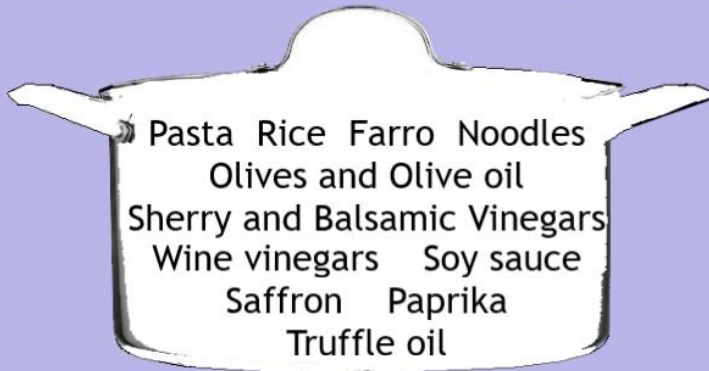 Pasta Rice Farro Noodles
Olives and Olive oil
Sherry and Balsamic Vinegars
Wine vinegars Soy sauce
Saffron Paprika
Truffle oil